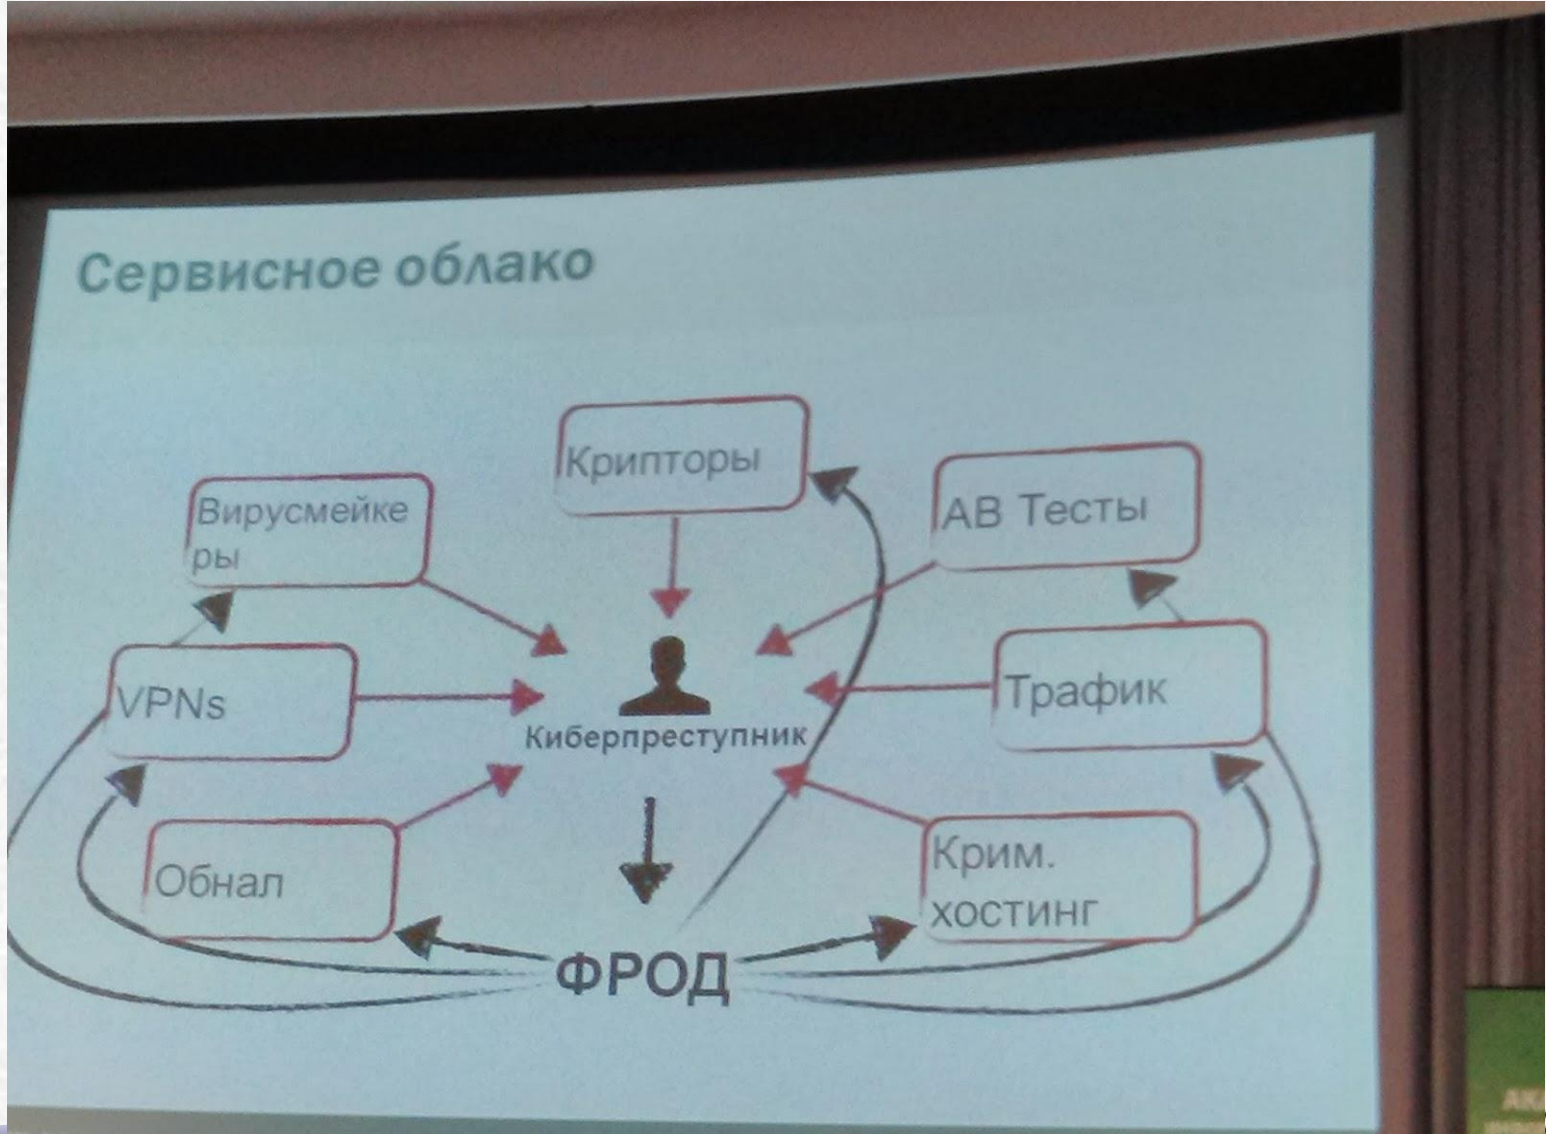 Сервисное облако
Крипторы
Вирусмейке
ры
АВ Тесты
VPNs
Трафик
Киберпреступник
Обнал
Крим.
хостинг
ФРОД